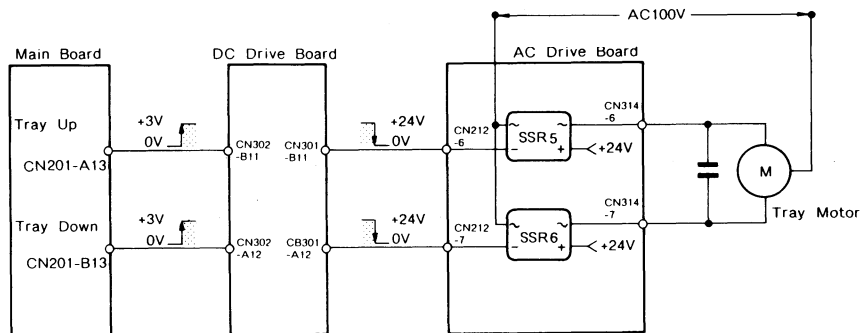 AC100V
Main Board
DC Drive Board
AC Drive Board
Tray Up
+3V
0V
CN201-A13
CN302
-B11
CN301
-B11
+24V
0V
CN212
-6
~
~
SSR5
-
+
+24V
CN314
-6
M
Tray Motor
Tray Down
+3V
0V
CN201-B13
CN302
-A12
CB301
-A12
+24V
0V
CN212
-7
~
~
SSR6
-
+
+24V
CN314
-7